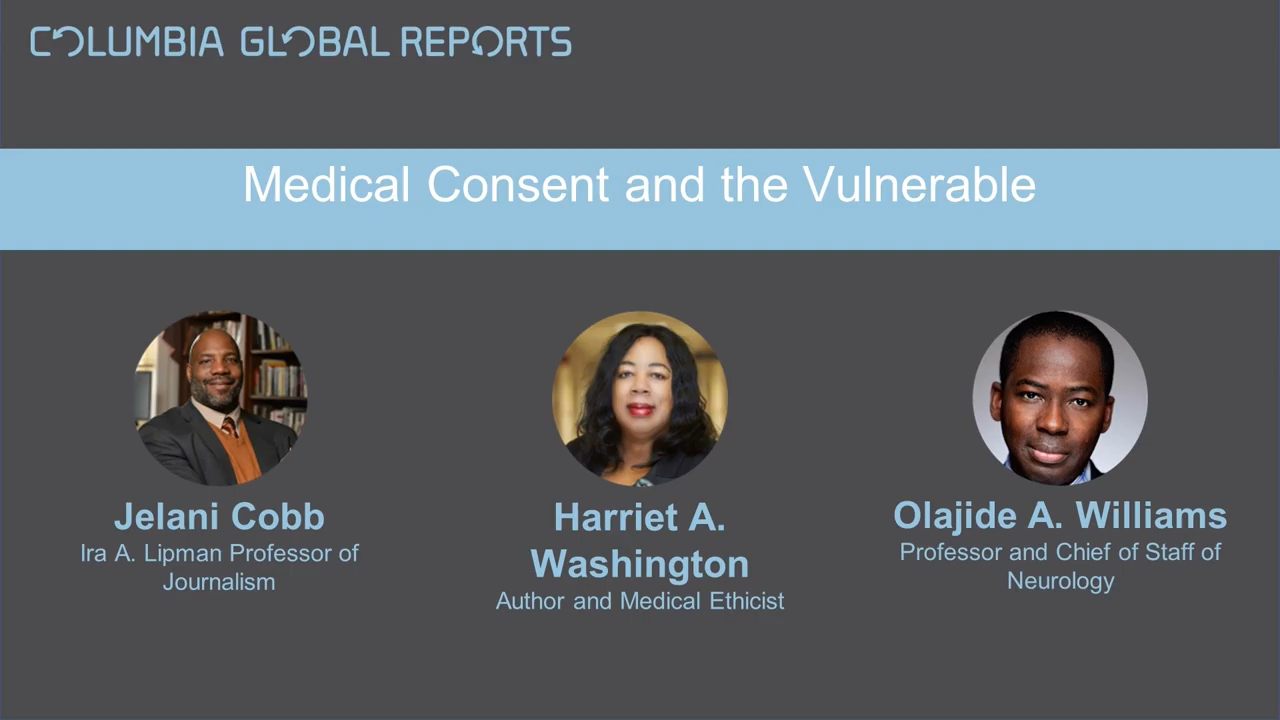 COLUMBIA GLOBAL REPORTS
Medical Consent and the Vulnerable
Jelani Cobb
Ira A. Lipman Professor of
Journalism
Harriet A.
Washington
Author and Medical Ethicist
Olajide A. Williams
Professor and Chief of Staff of
Neurology